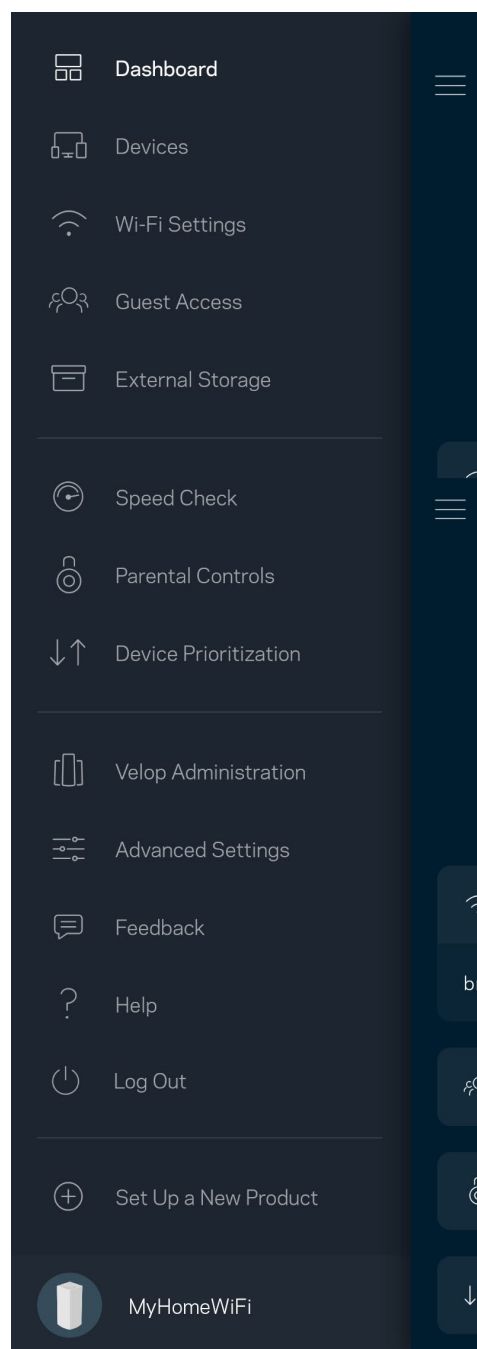 Dashboard
Devices
Wi-Fi Settings
Guest Access
External Storage
Speed Check
Parental Controls
Device Prioritization
Velop Administration
Advanced Settings
Feedback
Help
Log Out
Set Up a New Product
MyHomeWiFi